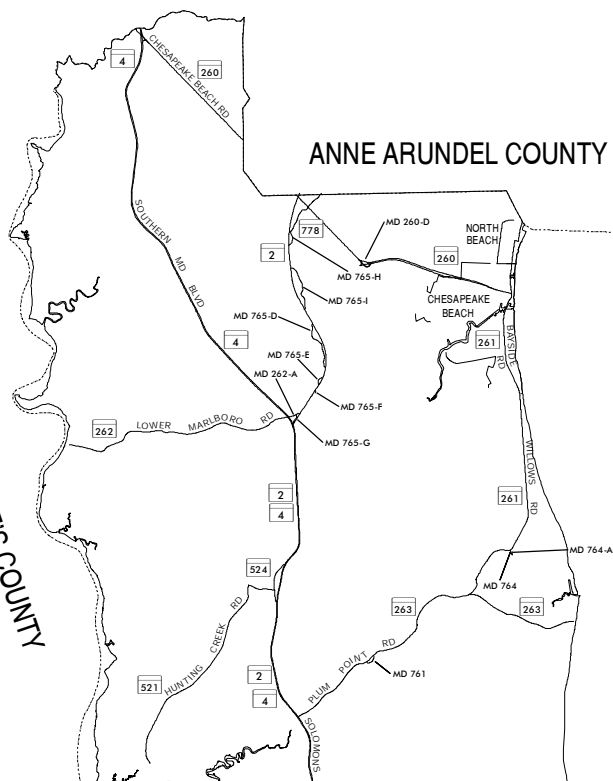 4
260
CHESAPEAKE BEACH RD
ANNE ARUNDEL COUNTY
SOUTHERN MD BLVD
778
2
MD 260-D
NORTH
BEACH
260
MD 765-H
MD 765-I
CHESAPEAKE
BEACH
MD 765-D
4
261
BAYSIDE RD
MD 765-E
MD 262-A
MD 765-F
262
LOWER MARLBORO RD
MD 765-G
WILLOWS RD
2
4
261
MD 764-A
MD 764
COUNTY
524
263
263
HUNTING CREEK RD
PLUM POINT RD
2
4
MD 761
521
SOLOMONS